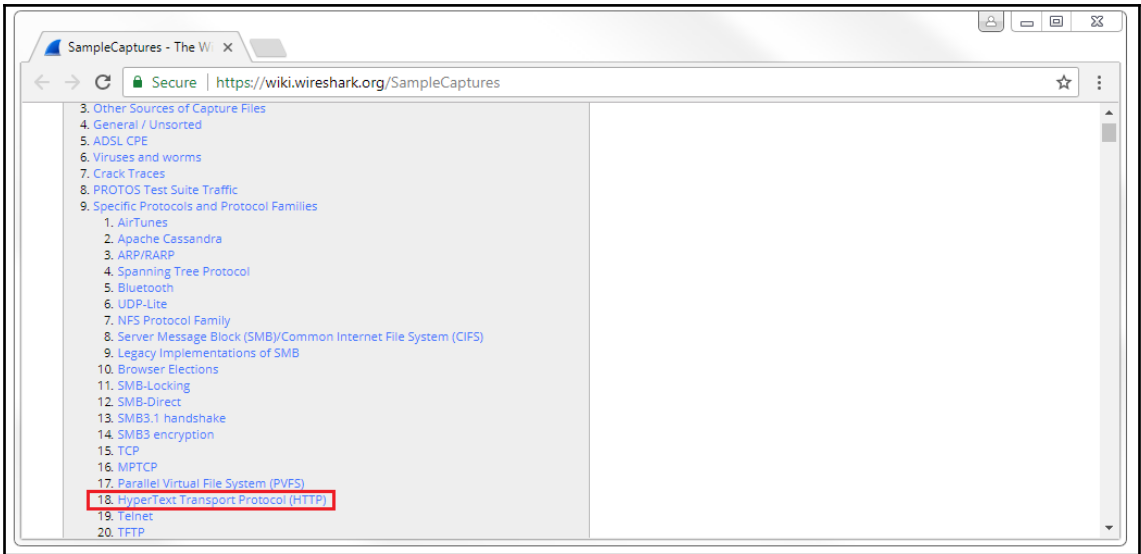 SampleCaptures - The Wi
Secure | https://wiki.wireshark.org/SampleCaptures
3. Other Sources of Capture Files
4. General / Unsorted
5. ADSL CPE
6. Viruses and worms
7. Crack Traces
8. PROTOS Test Suite Traffic
9. Specific Protocols and Protocol Families
1. AirTunes
2. Apache Cassandra
3. ARP/RARP
4. Spanning Tree Protocol
5. Bluetooth
6. UDP-Lite
7. NFS Protocol Family
8. Server Message Block (SMB)/Common Internet File System (CIFS)
9. Legacy Implementations of SMB
10. Browser Elections
11. SMB-Locking
12. SMB-Direct
13. SMB3.1 handshake
14. SMB3 encryption
15. TCP
16. MPTCP
17. Parallel Virtual File System (PVFS)
18. HyperText Transport Protocol (HTTP)
19. Telnet
20. TFTP